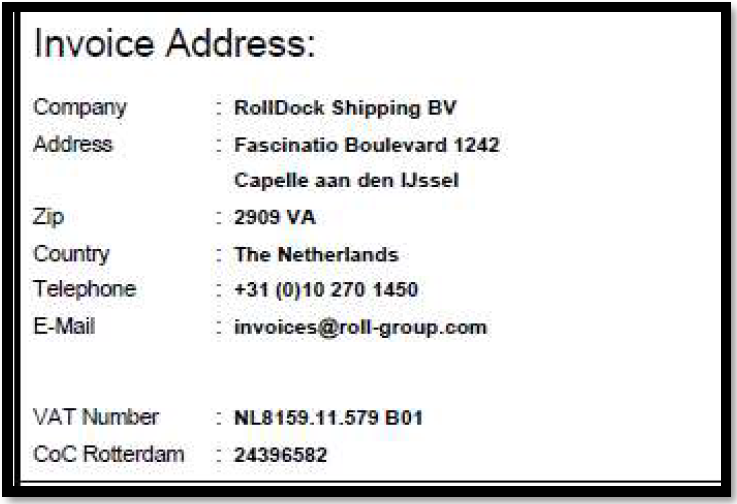 Invoice Address:
Company : RollDock Shipping BV
Address : Fascinatio Boulevard 1242
Capelle aan den IJssel
Zip : 2909 VA
Country : The Netherlands
Telephone : +31 (0)10 270 1450
E-Mail : invoices@roll-group.com
VAT Number : NL8159.11.579 B01
CoC Rotterdam : 24396582